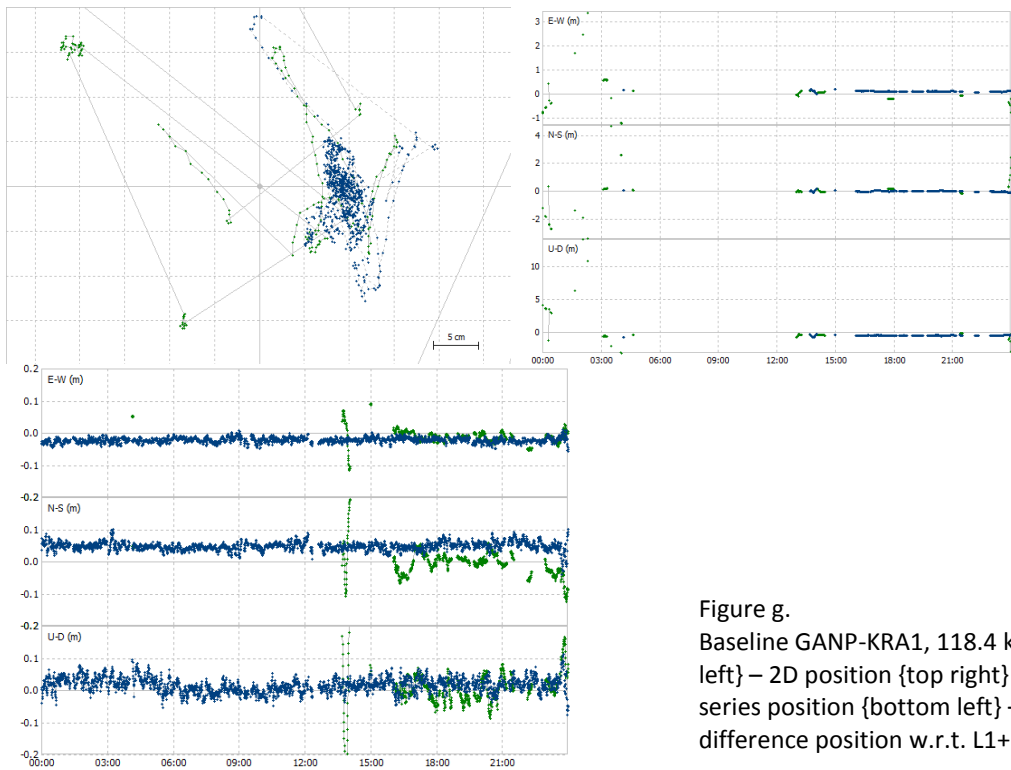 5 cm
E-W (m)
3
2
1
0
-1
N-S (m)
4
2
0
-2
U-D (m)
10
5
0
00:00 03:00 06:00 09:00 12:00 15:00 18:00 21:00
0.2
E-W (m)
0.1
0.0
-0.1
-0.2
N-S (m)
0.1
0.0
-0.1
-0.2
U-D (m)
0.1
0.0
-0.1
-0.2
00:00 03:00 06:00 09:00 12:00 15:00 18:00 21:00
Figure g.
Baseline GANP-KRA1, 118.4 k
left} – 2D position {top right}
series position {bottom left} -
difference position w.r.t. L1+